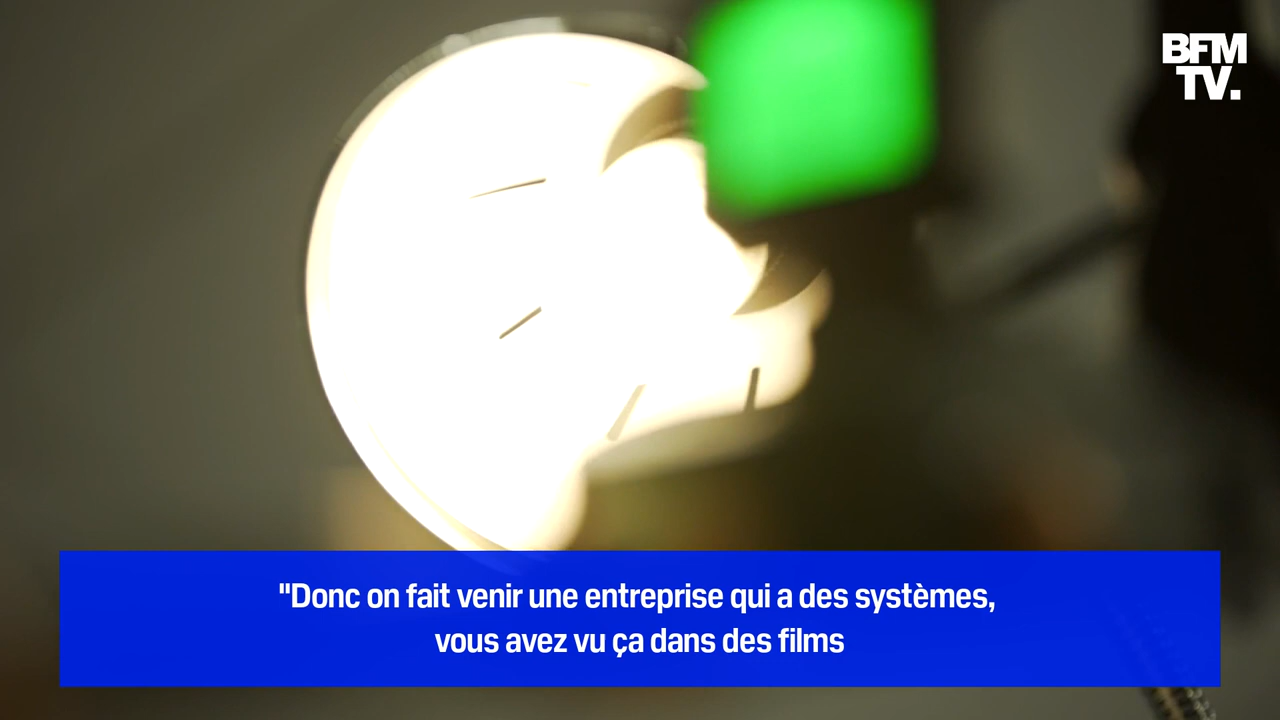 BFM
TV.
"Donc on fait venir une entreprise qui a des systèmes,
vous avez vu ça dans des films